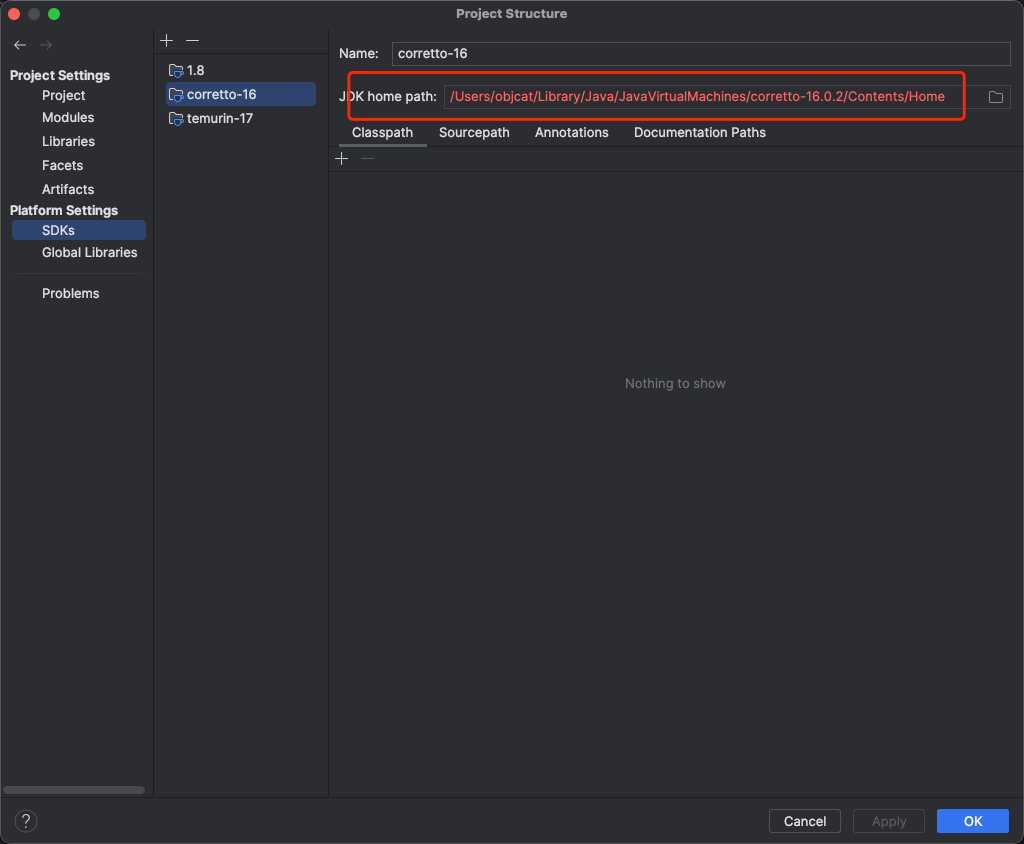 Project Structure
Project Settings
Project
Modules
Libraries
Facets
Artifacts
Platform Settings
SDKs
Global Libraries
Problems
1.8
corretto-16
temurin-17
Name: corretto-16
JDK home path: /Users/objcat/Library/Java/JavaVirtualMachines/corretto-16.0.2/Contents/Home
Classpath Sourcepath Annotations Documentation Paths
Nothing to show
? Cancel Apply OK